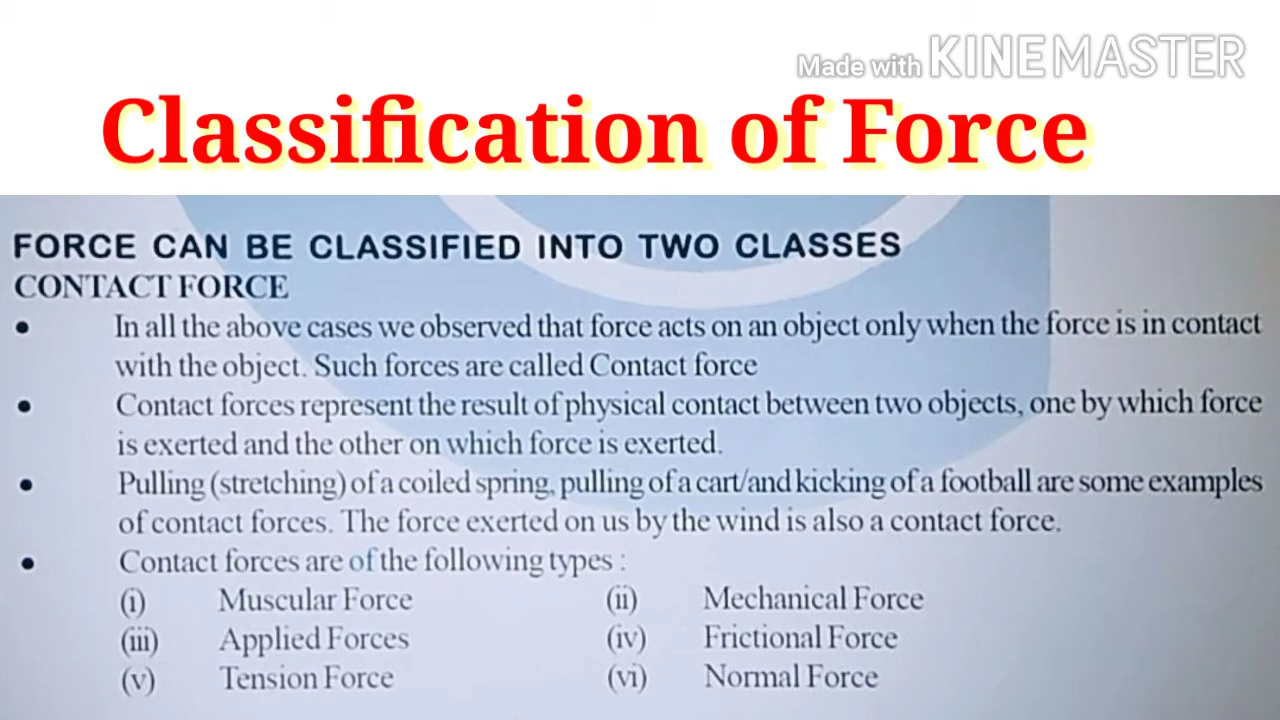 Made with KINEMASTER
Classification of Force
FORCE CAN BE CLASSIFIED INTO TWO CLASSES
CONTACT FORCE
• In all the above cases we observed that force acts on an object only when the force is in contact
with the object. Such forces are called Contact force
• Contact forces represent the result of physical contact between two objects, one by which force
is exerted and the other on which force is exerted.
• Pulling (stretching) of a coiled spring, pulling of a cart/and kicking of a football are some examples
of contact forces. The force exerted on us by the wind is also a contact force.
• Contact forces are of the following types :
(i) Muscular Force (ii) Mechanical Force
(iii) Applied Forces (iv) Frictional Force
(v) Tension Force (vi) Normal Force